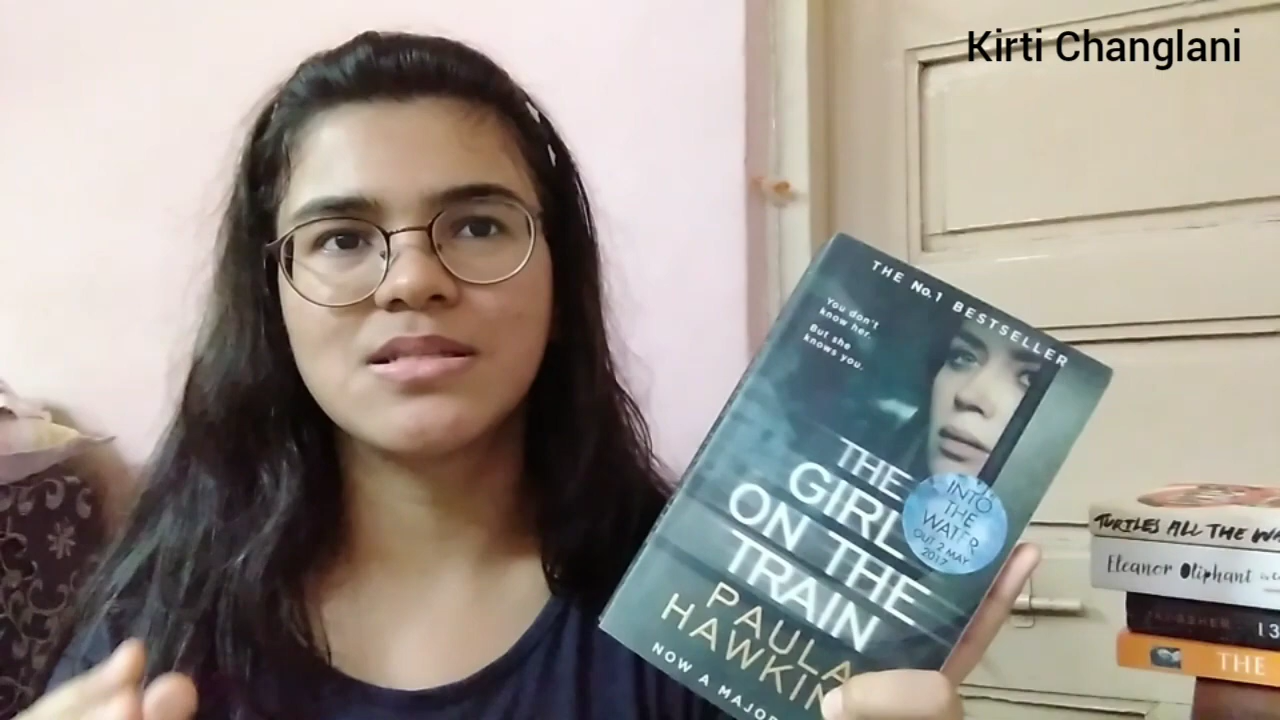 Kirti Changlani
THE No.1 BESTSELLER
You don't
know her.
But she
knows you.
THE
GIRL
ON THE
TRAIN
INTO
THE
WATER
OUT 2 MAY
2017
PAULA
HAWKIN
NOW A MAJOR
TURTLES ALL THE WA
Eleanor Oliphant
13
THE